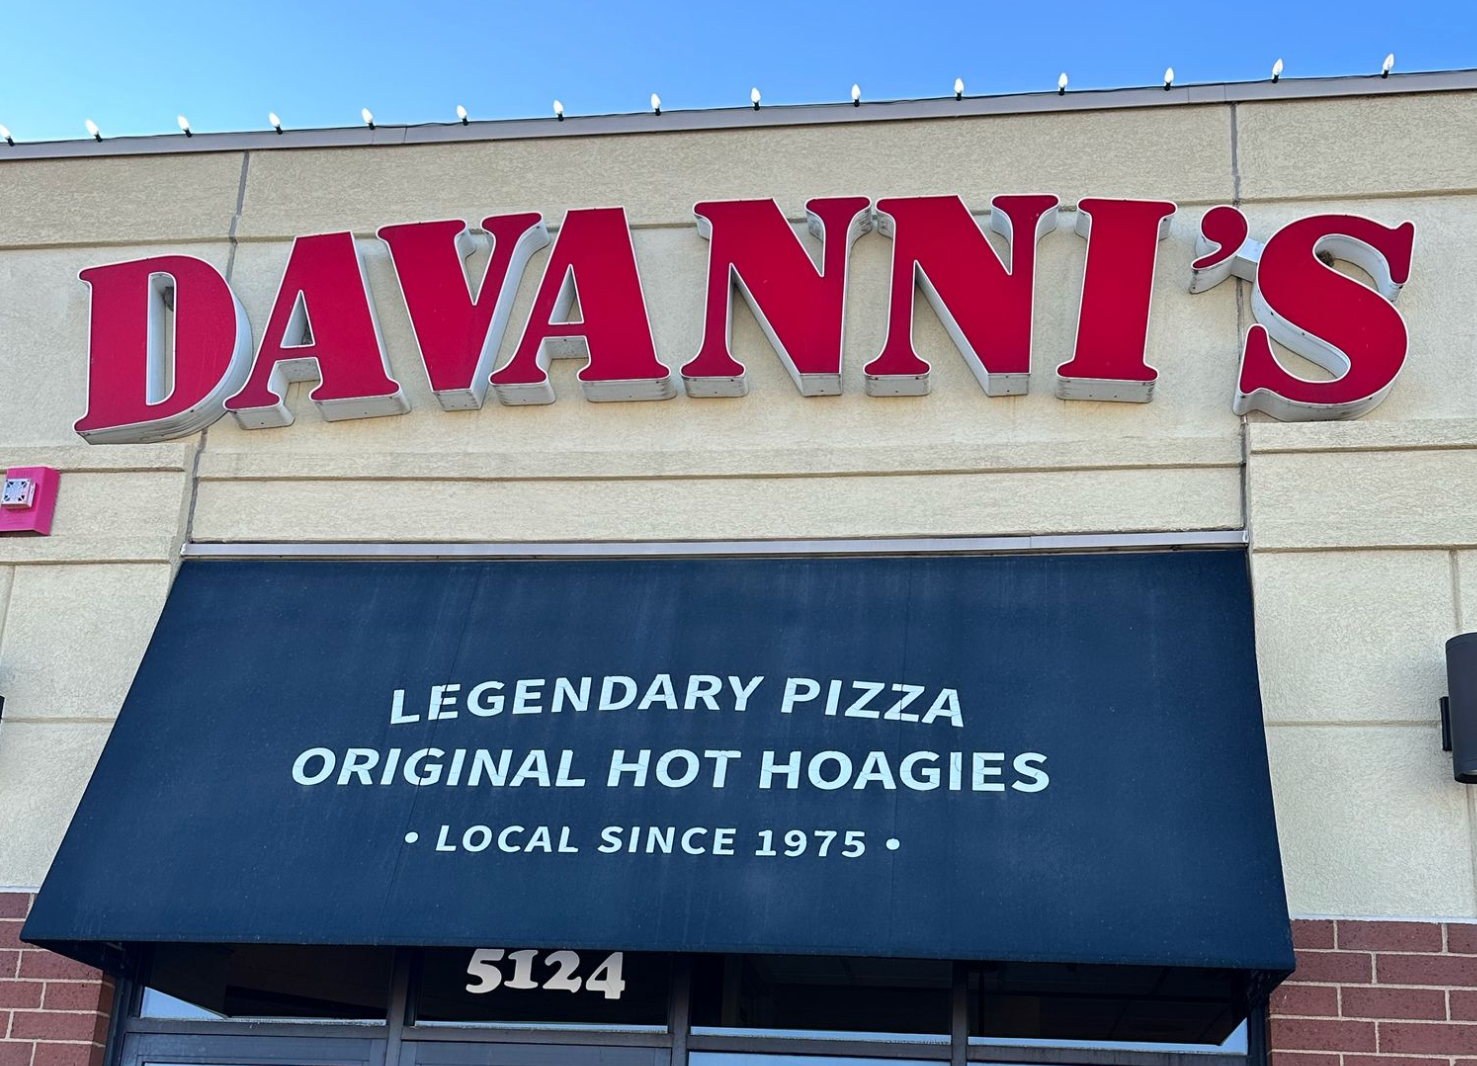 DAVANNI'S
LEGENDARY PIZZA
ORIGINAL HOT HOAGIES
• LOCAL SINCE 1975 •
5124